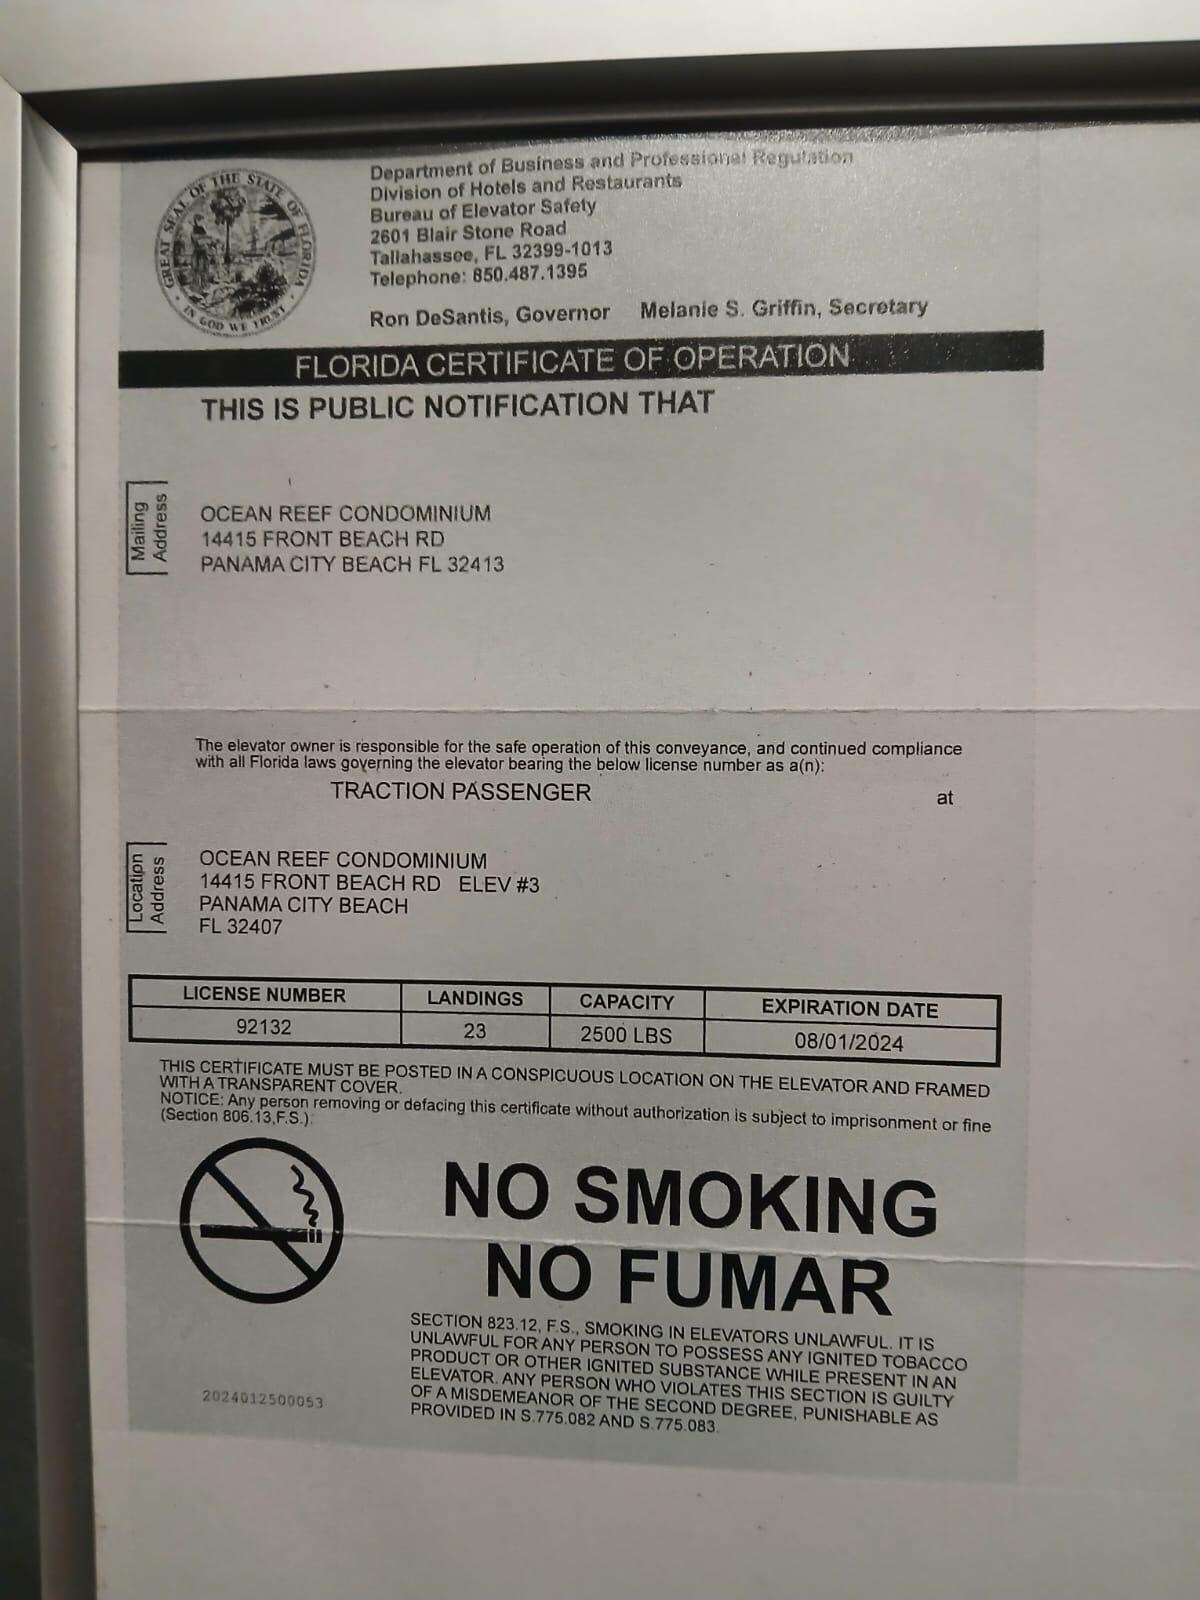 GREAT SEAL OF THE STATE OF FLORIDA
IN GOD WE TRUST
Department of Business and Professional Regulation
Division of Hotels and Restaurants
Bureau of Elevator Safety
2601 Blair Stone Road
Tallahassee, FL 32399-1013
Telephone: 850.487.1395
Ron DeSantis, Governor Melanie S. Griffin, Secretary
FLORIDA CERTIFICATE OF OPERATION
THIS IS PUBLIC NOTIFICATION THAT
Mailing
Address
OCEAN REEF CONDOMINIUM
14415 FRONT BEACH RD
PANAMA CITY BEACH FL 32413
The elevator owner is responsible for the safe operation of this conveyance, and continued compliance
with all Florida laws governing the elevator bearing the below license number as a(n):
TRACTION PASSENGER at
Location
Address
OCEAN REEF CONDOMINIUM
14415 FRONT BEACH RD ELEV #3
PANAMA CITY BEACH
FL 32407
LICENSE NUMBER LANDINGS CAPACITY EXPIRATION DATE
92132 23 2500 LBS 08/01/2024
THIS CERTIFICATE MUST BE POSTED IN A CONSPICUOUS LOCATION ON THE ELEVATOR AND FRAMED
WITH A TRANSPARENT COVER.
NOTICE: Any person removing or defacing this certificate without authorization is subject to imprisonment or fine
(Section 806.13,F.S.).
NO SMOKING
NO FUMAR
SECTION 823.12, F.S., SMOKING IN ELEVATORS UNLAWFUL. IT IS
UNLAWFUL FOR ANY PERSON TO POSSESS ANY IGNITED TOBACCO
PRODUCT OR OTHER IGNITED SUBSTANCE WHILE PRESENT IN AN
ELEVATOR. ANY PERSON WHO VIOLATES THIS SECTION IS GUILTY
OF A MISDEMEANOR OF THE SECOND DEGREE, PUNISHABLE AS
PROVIDED IN S.775.082 AND S.775.083.
2024012500053